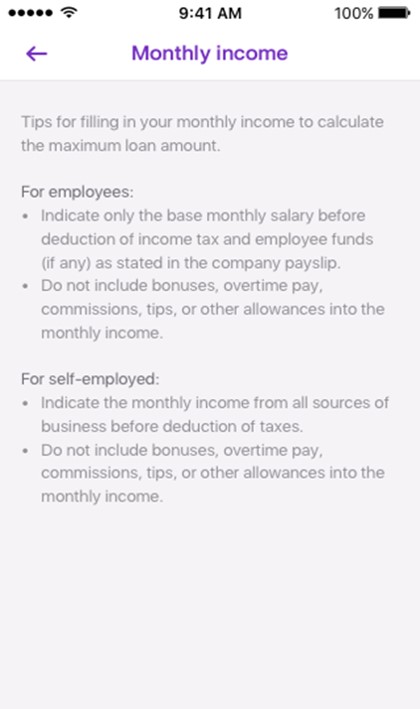 9:41 AM
100%
Monthly income
Tips for filling in your monthly income to calculate
the maximum loan amount.
For employees:
• Indicate only the base monthly salary before
deduction of income tax and employee funds
(if any) as stated in the company payslip.
• Do not include bonuses, overtime pay,
commissions, tips, or other allowances into the
monthly income.
For self-employed:
• Indicate the monthly income from all sources of
business before deduction of taxes.
• Do not include bonuses, overtime pay,
commissions, tips, or other allowances into the
monthly income.